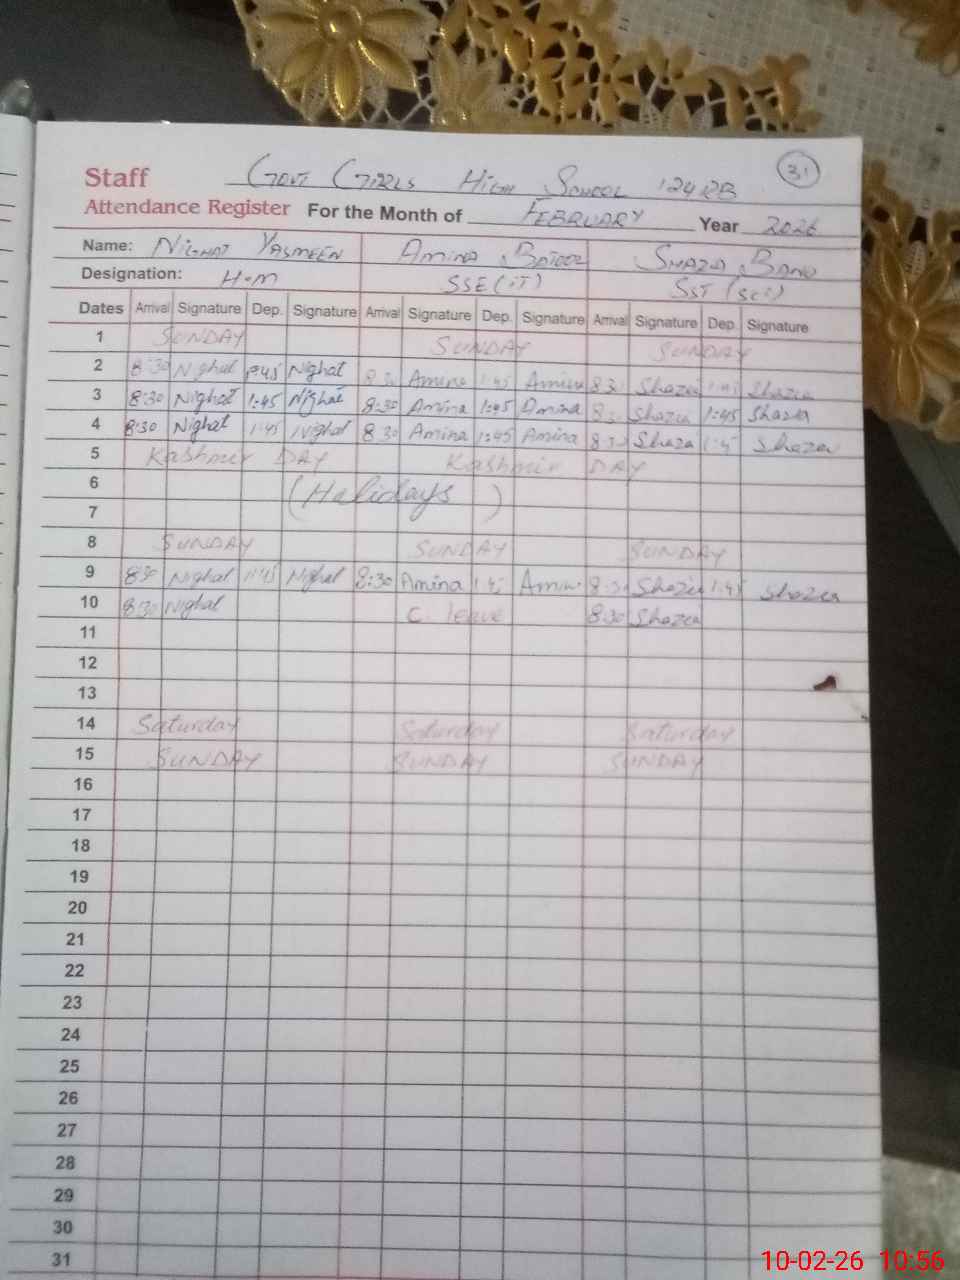 31
Staff Govt Girls High School 124 RB
Attendance Register For the Month of FEBRUARY Year 2026
Name: NIGHAT YASMEEN AMINA BATOOL SHAZIA BANO
Designation: H.M SSE (IT) SST (Sci)
Dates Arrival Signature Dep. Signature Arrival Signature Dep. Signature Arrival Signature Dep. Signature
1 SUNDAY SUNDAY SUNDAY
2 8:30 Nighat 1:45 Nighat 8:30 Amina 1:45 Amina 8:30 Shazia 1:45 Shazia
3 8:30 Nighat 1:45 Nighat 8:30 Amina 1:45 Amina 8:30 Shazia 1:45 Shazia
4 8:30 Nighat 1:45 Nighat 8:30 Amina 1:45 Amina 8:30 Shazia 1:45 Shazia
5 Kashmir DAY Kashmir DAY
6 (Halidays)
7
8 SUNDAY SUNDAY SUNDAY
9 8:30 Nighat 1:45 Nighat 8:30 Amina 1:45 Amina 8:30 Shazia 1:45 Shazia
10 8:30 Nighat C. leave 8:30 Shazia
11
12
13
14 Saturday Saturday Saturday
15 SUNDAY SUNDAY SUNDAY
16
17
18
19
20
21
22
23
24
25
26
27
28
29
30
31
10-02-26 10:56